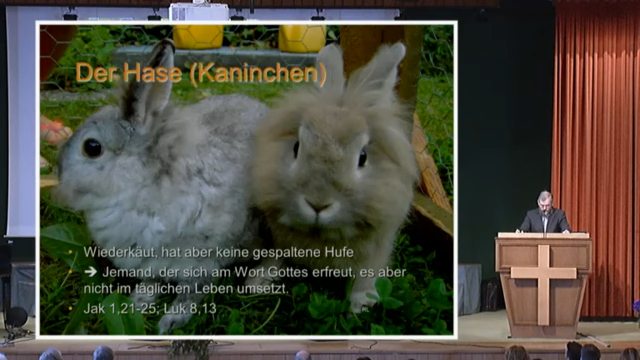 Der Hase (Kaninchen)
Wiederkäut, hat aber keine gespaltene Hufe
➔ Jemand, der sich am Wort Gottes erfreut, es aber
nicht im täglichen Leben umsetzt.
Jak 1,21-25; Luk 8,13